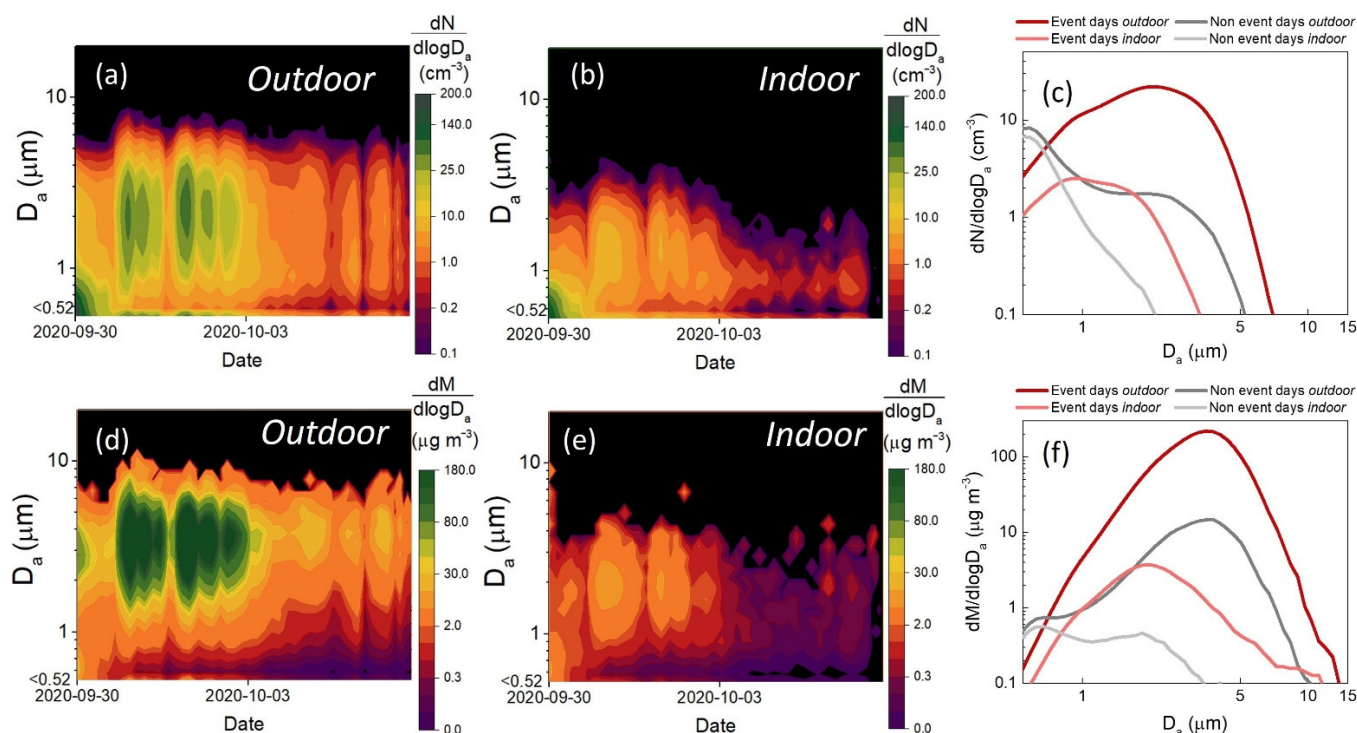 (a)
Outdoor
dN
dlogDₐ
(cm⁻³)
200.0
140.0
25.0
10.0
1.0
0.2
0.1
10
1
<0.52
Dₐ (μm)
2020-09-30
2020-10-03
Date
(b)
Indoor
dN
dlogDₐ
(cm⁻³)
200.0
140.0
25.0
10.0
1.0
0.2
0.1
10
1
<0.52
Dₐ (μm)
2020-09-30
2020-10-03
Date
Event days outdoor
Non event days outdoor
Event days indoor
Non event days indoor
(c)
dN/dlogDₐ (cm⁻³)
10
1
0.1
1
5
10
15
Dₐ (μm)
(d)
Outdoor
dM
dlogDₐ
(μg m⁻³)
180.0
80.0
30.0
2.0
0.3
0.0
10
1
<0.52
Dₐ (μm)
2020-09-30
2020-10-03
Date
(e)
Indoor
dM
dlogDₐ
(μg m⁻³)
180.0
80.0
30.0
2.0
0.3
0.0
10
1
<0.52
Dₐ (μm)
2020-09-30
2020-10-03
Date
Event days outdoor
Non event days outdoor
Event days indoor
Non event days indoor
(f)
dM/dlogDₐ (μg m⁻³)
100
10
1
0.1
1
5
10
15
Dₐ (μm)